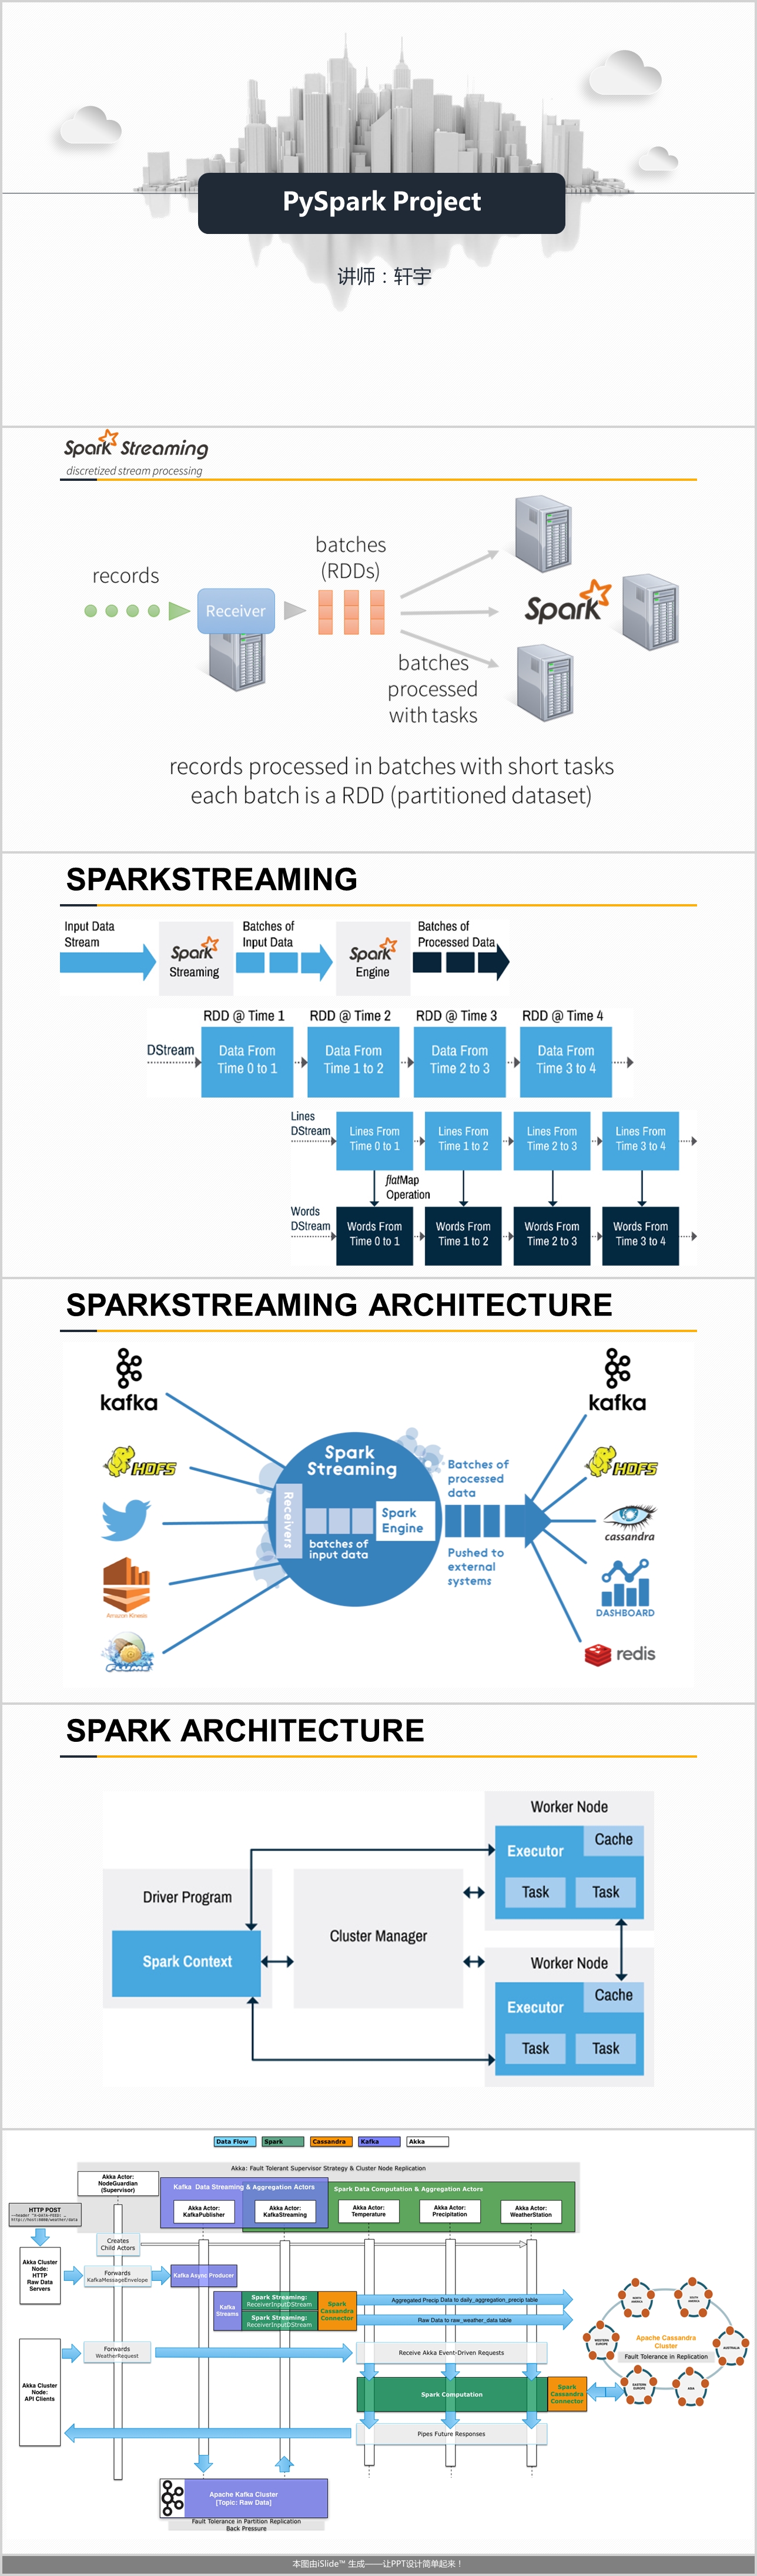 PySpark Project
讲师：轩宇
Spark Streaming
discretized stream processing
records
Receiver
batches
(RDDs)
Spark
batches
processed
with tasks
records processed in batches with short tasks
each batch is a RDD (partitioned dataset)
SPARKSTREAMING
Input Data
Stream
Spark
Streaming
Batches of
Input Data
Spark
Engine
Batches of
Processed Data
RDD @ Time 1
RDD @ Time 2
RDD @ Time 3
RDD @ Time 4
DStream
Data From
Time 0 to 1
Data From
Time 1 to 2
Data From
Time 2 to 3
Data From
Time 3 to 4
Lines
DStream
Lines From
Time 0 to 1
Lines From
Time 1 to 2
Lines From
Time 2 to 3
Lines From
Time 3 to 4
flatMap
Operation
Words
DStream
Words From
Time 0 to 1
Words From
Time 1 to 2
Words From
Time 2 to 3
Words From
Time 3 to 4
SPARKSTREAMING ARCHITECTURE
kafka
HDFS
Amazon Kinesis
flume
Spark
Streaming
Receivers
batches of
input data
Spark
Engine
Batches of
processed
data
Pushed to
external
systems
kafka
HDFS
cassandra
DASHBOARD
redis
SPARK ARCHITECTURE
Driver Program
Spark Context
Cluster Manager
Worker Node
Executor
Cache
Task
Task
Worker Node
Executor
Cache
Task
Task
Data Flow
Spark
Cassandra
Kafka
Akka
Akka: Fault Tolerant Supervisor Strategy & Cluster Node Replication
Akka Actor:
NodeGuardian
(Supervisor)
Kafka Data Streaming & Aggregation Actors
Spark Data Computation & Aggregation Actors
Akka Actor:
KafkaPublisher
Akka Actor:
KafkaStreaming
Akka Actor:
Temperature
Akka Actor:
Precipitation
Akka Actor:
WeatherStation
HTTP POST
Creates
Child Actors
Akka Cluster
Node:
HTTP
Raw Data
Servers
Forwards
KafkaMessageEnvelope
Kafka Async Producer
Kafka
Streams
Spark Streaming:
ReceiverInputDStream
Spark Streaming:
ReceiverInputDStream
Spark
Cassandra
Connector
Aggregated Precip Data to daily_aggregation_precip table
Raw Data to raw_weather_data table
Akka Cluster
Node:
API Clients
Forwards
WeatherRequest
Receive Akka Event-Driven Requests
Spark Computation
Spark
Cassandra
Connector
Pipes Future Responses
Apache Cassandra
Cluster
Fault Tolerance in Replication
NORTH
AMERICA
SOUTH
AMERICA
WESTERN
EUROPE
AUSTRALIA
EASTERN
EUROPE
ASIA
Apache Kafka Cluster
[Topic: Raw Data]
Fault Tolerance in Partition Replication
Back Pressure
本图由iSlide™ 生成——让PPT设计简单起来！